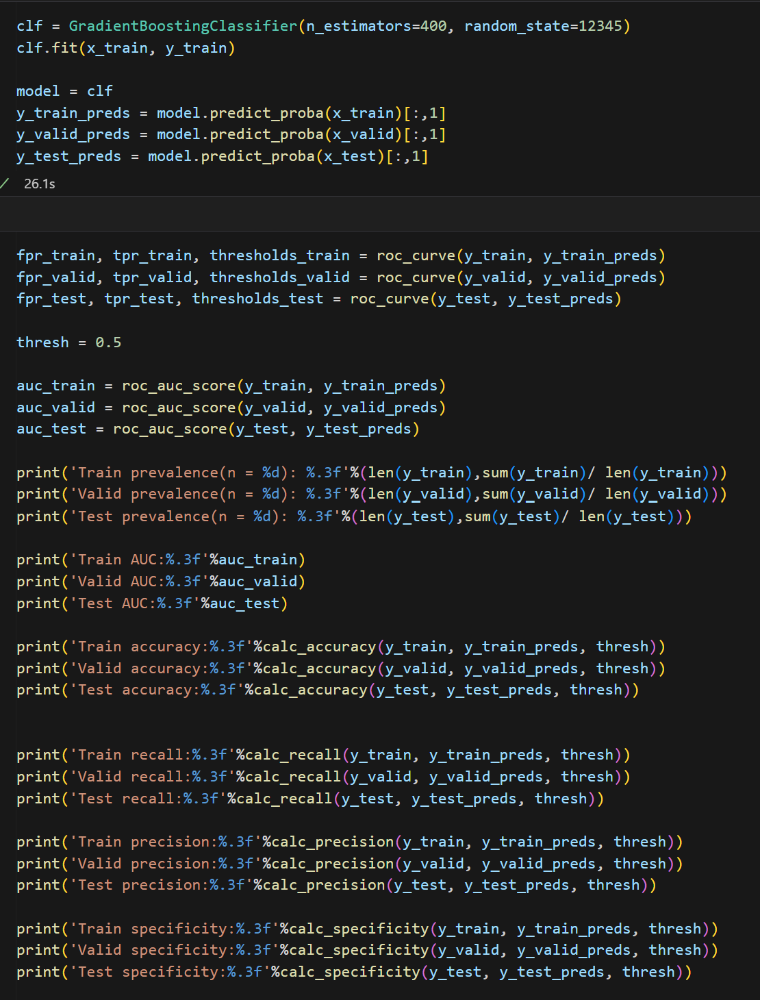 clf = GradientBoostingClassifier(n_estimators=400, random_state=12345)
clf.fit(x_train, y_train)
model = clf
y_train_preds = model.predict_proba(x_train)[:,1]
y_valid_preds = model.predict_proba(x_valid)[:,1]
y_test_preds = model.predict_proba(x_test)[:,1]
26.1s
fpr_train, tpr_train, thresholds_train = roc_curve(y_train, y_train_preds)
fpr_valid, tpr_valid, thresholds_valid = roc_curve(y_valid, y_valid_preds)
fpr_test, tpr_test, thresholds_test = roc_curve(y_test, y_test_preds)
thresh = 0.5
auc_train = roc_auc_score(y_train, y_train_preds)
auc_valid = roc_auc_score(y_valid, y_valid_preds)
auc_test = roc_auc_score(y_test, y_test_preds)
print('Train prevalence(n = %d): %.3f'%(len(y_train),sum(y_train)/ len(y_train)))
print('Valid prevalence(n = %d): %.3f'%(len(y_valid),sum(y_valid)/ len(y_valid)))
print('Test prevalence(n = %d): %.3f'%(len(y_test),sum(y_test)/ len(y_test)))
print('Train AUC:%.3f'%auc_train)
print('Valid AUC:%.3f'%auc_valid)
print('Test AUC:%.3f'%auc_test)
print('Train accuracy:%.3f'%calc_accuracy(y_train, y_train_preds, thresh))
print('Valid accuracy:%.3f'%calc_accuracy(y_valid, y_valid_preds, thresh))
print('Test accuracy:%.3f'%calc_accuracy(y_test, y_test_preds, thresh))
print('Train recall:%.3f'%calc_recall(y_train, y_train_preds, thresh))
print('Valid recall:%.3f'%calc_recall(y_valid, y_valid_preds, thresh))
print('Test recall:%.3f'%calc_recall(y_test, y_test_preds, thresh))
print('Train precision:%.3f'%calc_precision(y_train, y_train_preds, thresh))
print('Valid precision:%.3f'%calc_precision(y_valid, y_valid_preds, thresh))
print('Test precision:%.3f'%calc_precision(y_test, y_test_preds, thresh))
print('Train specificity:%.3f'%calc_specificity(y_train, y_train_preds, thresh))
print('Valid specificity:%.3f'%calc_specificity(y_valid, y_valid_preds, thresh))
print('Test specificity:%.3f'%calc_specificity(y_test, y_test_preds, thresh))